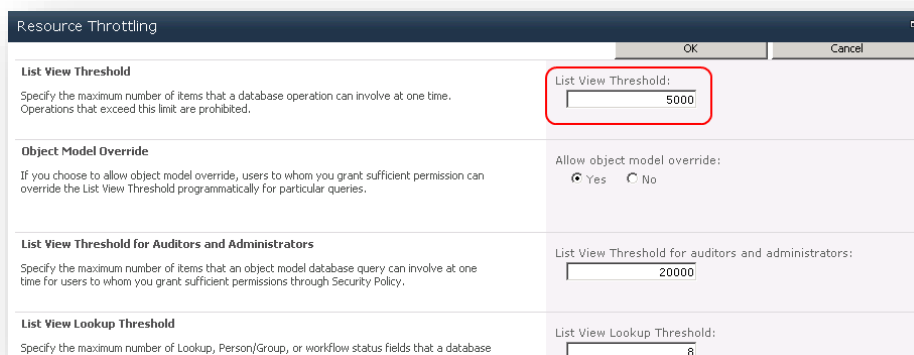 Resource Throttling
OK Cancel
List View Threshold
Specify the maximum number of items that a database operation can involve at one time.
Operations that exceed this limit are prohibited.
List View Threshold:
5000
Object Model Override
If you choose to allow object model override, users to whom you grant sufficient permission can
override the List View Threshold programmatically for particular queries.
Allow object model override:
Yes No
List View Threshold for Auditors and Administrators
Specify the maximum number of items that an object model database query can involve at one
time for users to whom you grant sufficient permissions through Security Policy.
List View Threshold for auditors and administrators:
20000
List View Lookup Threshold
Specify the maximum number of Lookup, Person/Group, or workflow status fields that a database
List View Lookup Threshold:
8